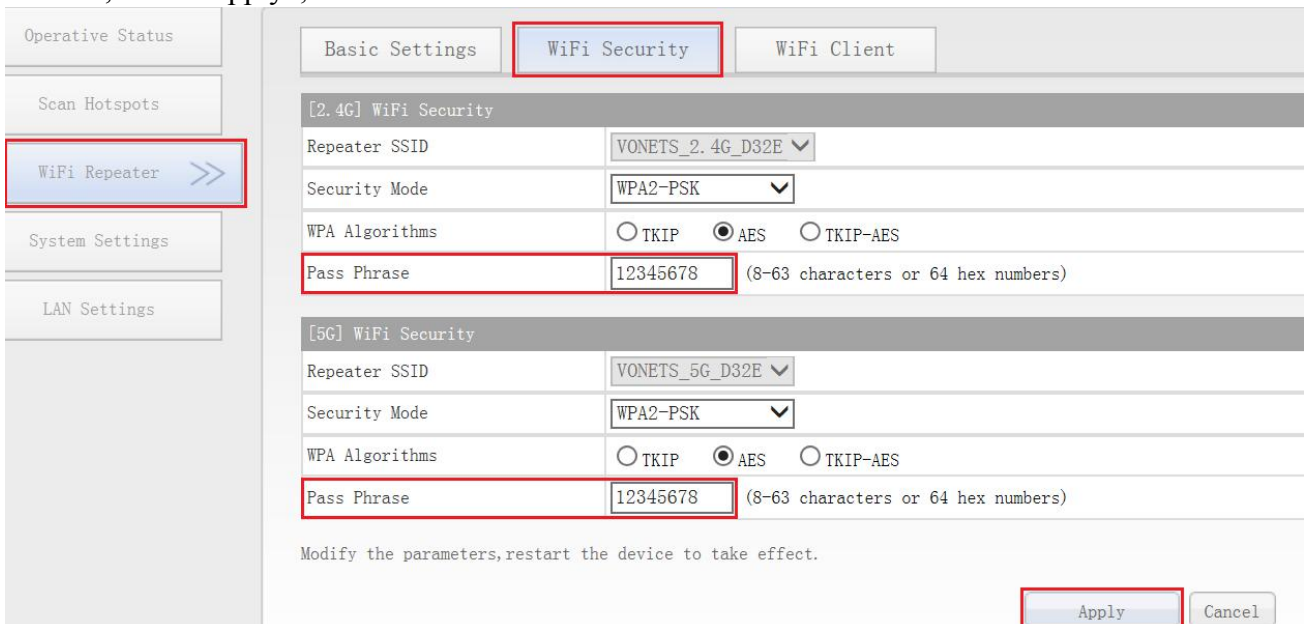 Operative Status
Scan Hotspots
WiFi Repeater >>
System Settings
LAN Settings
Basic Settings WiFi Security WiFi Client
[2.4G] WiFi Security
Repeater SSID VONETS_2.4G_D32E
Security Mode WPA2-PSK
WPA Algorithms TKIP AES TKIP-AES
Pass Phrase 12345678 (8-63 characters or 64 hex numbers)
[5G] WiFi Security
Repeater SSID VONETS_5G_D32E
Security Mode WPA2-PSK
WPA Algorithms TKIP AES TKIP-AES
Pass Phrase 12345678 (8-63 characters or 64 hex numbers)
Modify the parameters,restart the device to take effect.
Apply Cancel